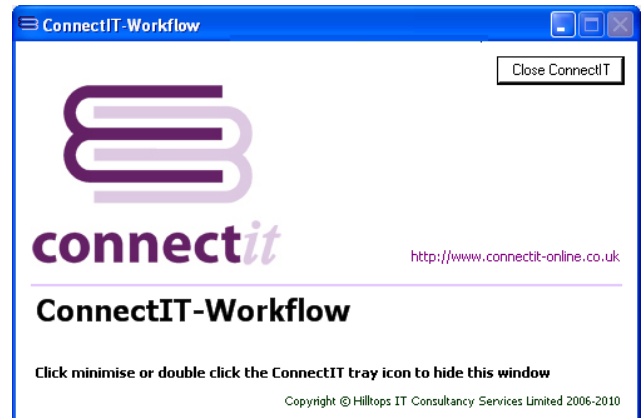 ConnectIT-Workflow
Close ConnectIT
connectit
http://www.connectit-online.co.uk
ConnectIT-Workflow
Click minimise or double click the ConnectIT tray icon to hide this window
Copyright © Hilltops IT Consultancy Services Limited 2006-2010